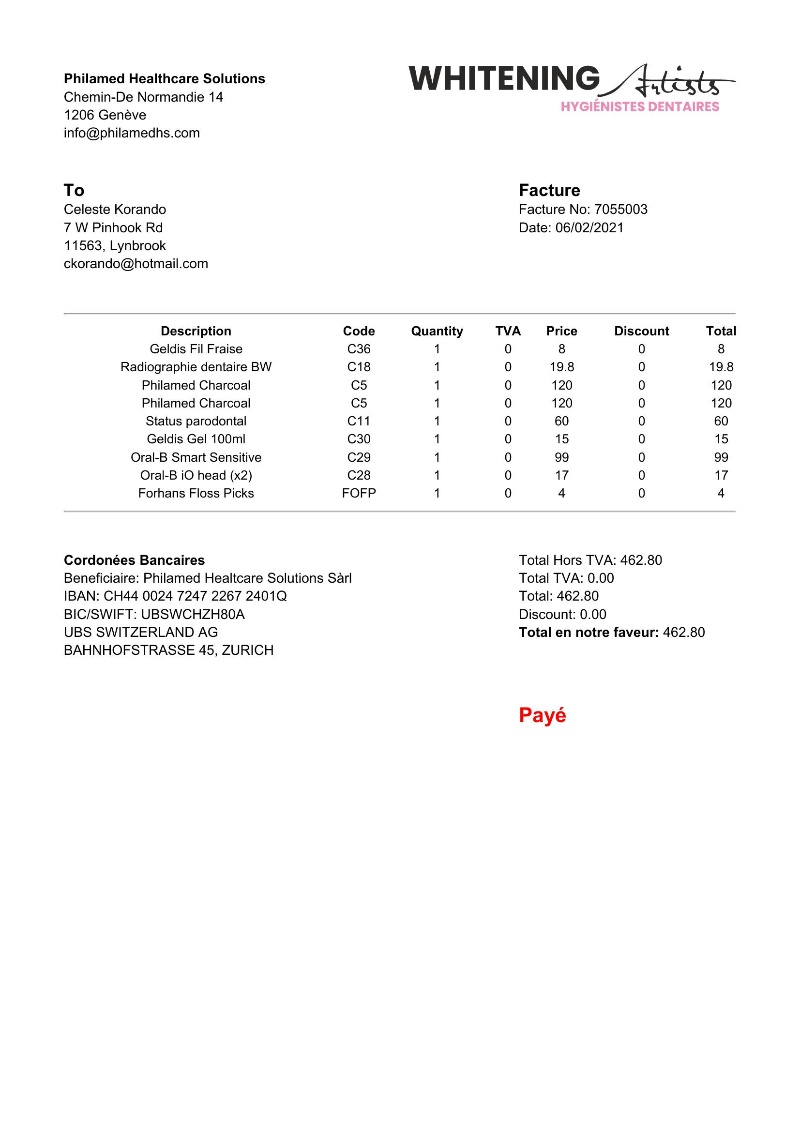 Philamed Healthcare Solutions
Chemin-De Normandie 14
1206 Genève
info@philamedhs.com
WHITENING Artists
HYGIÉNISTES DENTAIRES
To
Celeste Korando
7 W Pinhook Rd
11563, Lynbrook
ckorando@hotmail.com
Facture
Facture No: 7055003
Date: 06/02/2021
Description Code Quantity TVA Price Discount Total
Geldis Fil Fraise C36 1 0 8 0 8
Radiographie dentaire BW C18 1 0 19.8 0 19.8
Philamed Charcoal C5 1 0 120 0 120
Philamed Charcoal C5 1 0 120 0 120
Status parodontal C11 1 0 60 0 60
Geldis Gel 100ml C30 1 0 15 0 15
Oral-B Smart Sensitive C29 1 0 99 0 99
Oral-B iO head (x2) C28 1 0 17 0 17
Forhans Floss Picks FOFP 1 0 4 0 4
Cordonées Bancaires
Beneficiaire: Philamed Healtcare Solutions Sàrl
IBAN: CH44 0024 7247 2267 2401Q
BIC/SWIFT: UBSWCHZH80A
UBS SWITZERLAND AG
BAHNHOFSTRASSE 45, ZURICH
Total Hors TVA: 462.80
Total TVA: 0.00
Total: 462.80
Discount: 0.00
Total en notre faveur: 462.80
Payé